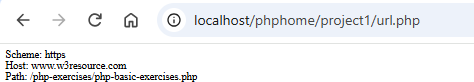 localhost/phphome/project1/url.php
Scheme: https
Host: www.w3resource.com
Path: /php-exercises/php-basic-exercises.php